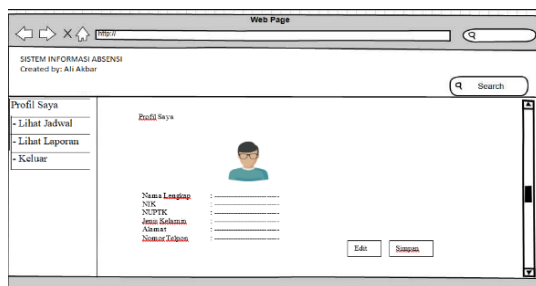 Web Page
http://
SISTEM INFORMASI ABSENSI
Created by: Ali Akbar
Search
Profil Saya
- Lihat Jadwal
- Lihat Laporan
- Keluar
Profil Saya
Nama Lengkap : ------------------------
NIK : ------------------------
NUPTK : ------------------------
Jenis Kelamin : ------------------------
Alamat : ------------------------
Nomor Telpon : ------------------------
Edit Simpan